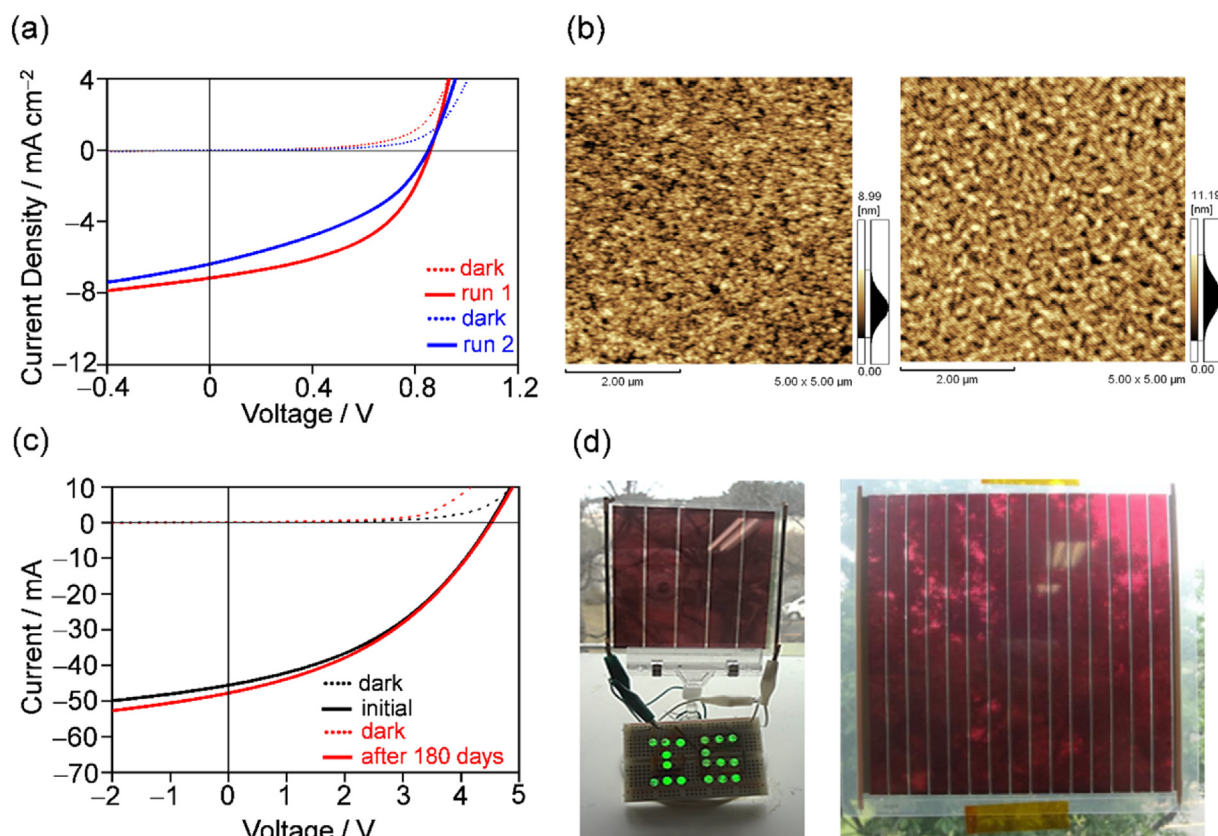 (a)
4
0
−4
−8
−12
−0.4
0
0.4
0.8
1.2
Current Density / mA cm−2
Voltage / V
dark
run 1
dark
run 2
(b)
8.99
[nm]
0.00
2.00 µm
5.00 x 5.00 µm
11.19
[nm]
0.00
2.00 µm
5.00 x 5.00 µm
(c)
10
0
−10
−20
−30
−40
−50
−60
−70
−2
−1
0
1
2
3
4
5
Current / mA
Voltage / V
dark
initial
dark
after 180 days
(d)